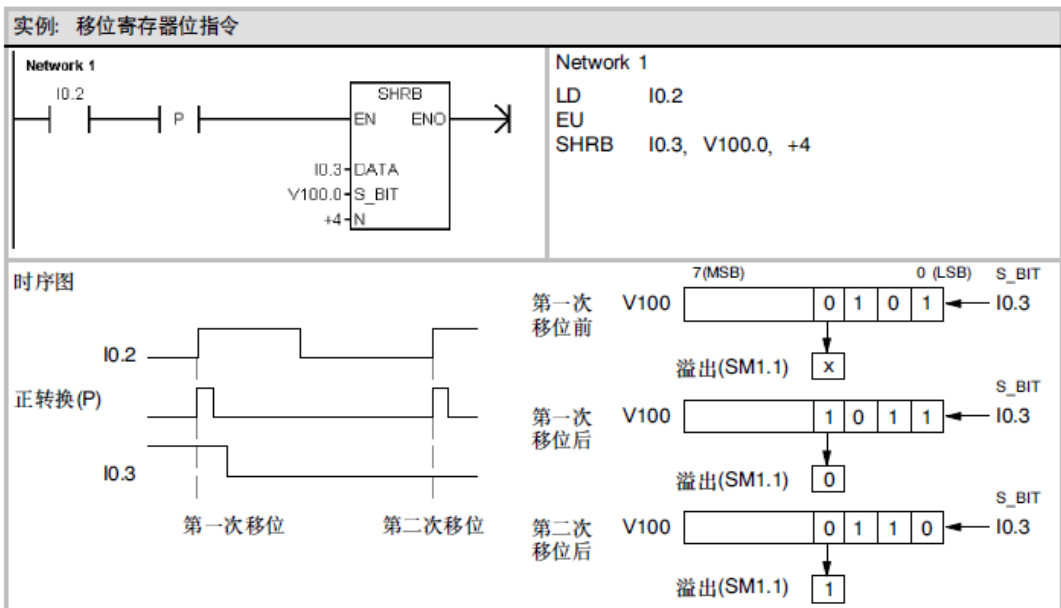 实例: 移位寄存器位指令
Network 1
I0.2
P
SHRB
EN ENO
I0.3 DATA
V100.0 S_BIT
+4 N
Network 1
LD I0.2
EU
SHRB I0.3, V100.0, +4
时序图
I0.2
正转换(P)
I0.3
第一次移位 第二次移位
7(MSB) 0 (LSB) S_BIT
第一次 V100 0 1 0 1 I0.3
移位前
溢出(SM1.1) x
S_BIT
第一次 V100 1 0 1 1 I0.3
移位后
溢出(SM1.1) 0
S_BIT
第二次 V100 0 1 1 0 I0.3
移位后
溢出(SM1.1) 1